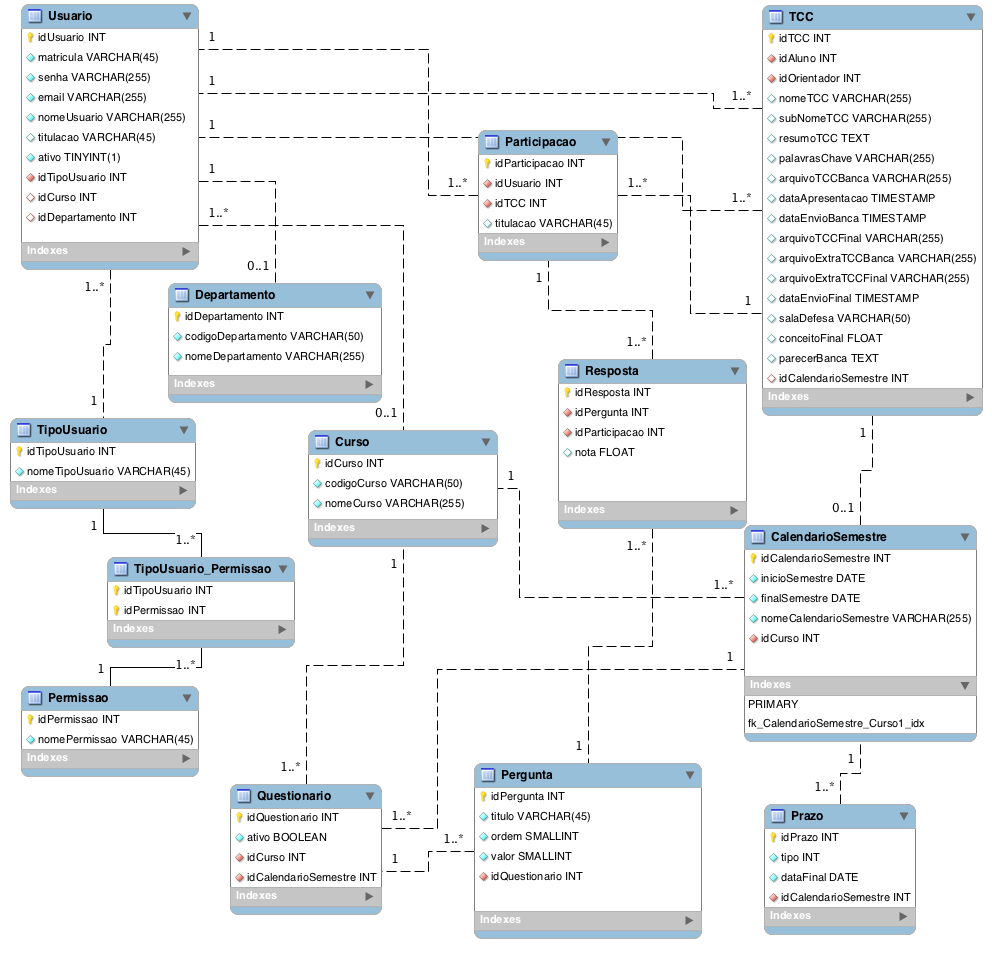 Usuario
idUsuario INT
matricula VARCHAR(45)
senha VARCHAR(255)
email VARCHAR(255)
nomeUsuario VARCHAR(255)
titulacao VARCHAR(45)
ativo TINYINT(1)
idTipoUsuario INT
idCurso INT
idDepartamento INT
Indexes
1
1
1
1
1..*
1..*
1..*
1..*
TCC
idTCC INT
idAluno INT
idOrientador INT
nomeTCC VARCHAR(255)
subNomeTCC VARCHAR(255)
resumoTCC TEXT
palavrasChave VARCHAR(255)
arquivoTCCBanca VARCHAR(255)
dataApresentacao TIMESTAMP
dataEnvioBanca TIMESTAMP
arquivoTCCFinal VARCHAR(255)
arquivoExtraTCCBanca VARCHAR(255)
arquivoExtraTCCFinal VARCHAR(255)
dataEnvioFinal TIMESTAMP
salaDefesa VARCHAR(50)
conceitoFinal FLOAT
parecerBanca TEXT
idCalendarioSemestre INT
Indexes
Participacao
idParticipacao INT
idUsuario INT
idTCC INT
titulacao VARCHAR(45)
Indexes
1..*
1..*
1
1
1..*
0..1
Departamento
idDepartamento INT
codigoDepartamento VARCHAR(50)
nomeDepartamento VARCHAR(255)
Indexes
0..1
1
TipoUsuario
idTipoUsuario INT
nomeTipoUsuario VARCHAR(45)
Indexes
1
1..*
Curso
idCurso INT
codigoCurso VARCHAR(50)
nomeCurso VARCHAR(255)
Indexes
1
1
Resposta
idResposta INT
idPergunta INT
idParticipacao INT
nota FLOAT
Indexes
1..*
1
0..1
CalendarioSemestre
idCalendarioSemestre INT
inicioSemestre DATE
finalSemestre DATE
nomeCalendarioSemestre VARCHAR(255)
idCurso INT
Indexes
PRIMARY
fk_CalendarioSemestre_Curso1_idx
1..*
1
1
1..*
TipoUsuario_Permissao
idTipoUsuario INT
idPermissao INT
Indexes
1..*
1
Permissao
idPermissao INT
nomePermissao VARCHAR(45)
Indexes
1..*
Questionario
idQuestionario INT
ativo BOOLEAN
idCurso INT
idCalendarioSemestre INT
Indexes
1..*
1
1..*
1
Pergunta
idPergunta INT
titulo VARCHAR(45)
ordem SMALLINT
valor SMALLINT
idQuestionario INT
Indexes
Prazo
idPrazo INT
tipo INT
dataFinal DATE
idCalendarioSemestre INT
Indexes